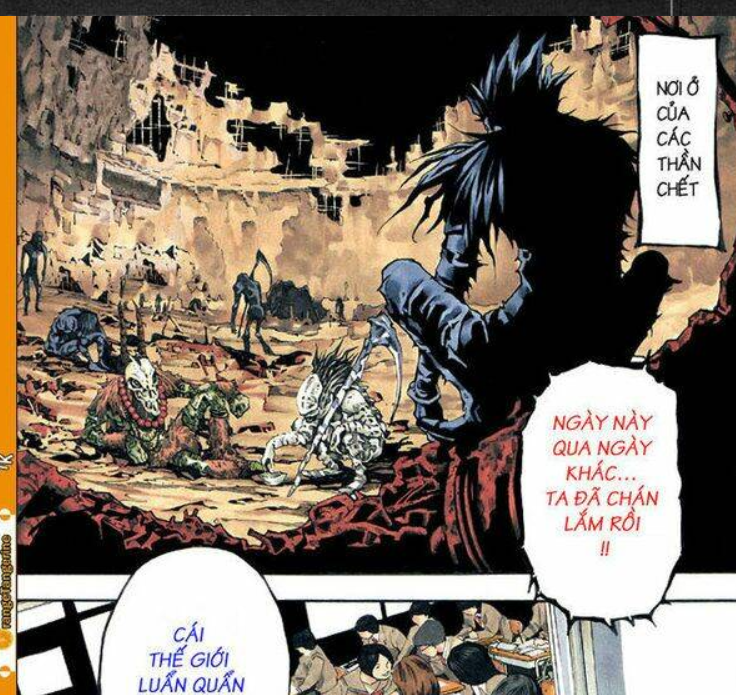 NƠI Ở
CỦA
CÁC
THẦN
CHẾT
NGÀY NÀY
QUA NGÀY
KHÁC...
TA ĐÃ CHÁN
LẮM RỒI
!!
CÁI
THẾ GIỚI
LUẨN QUẨN